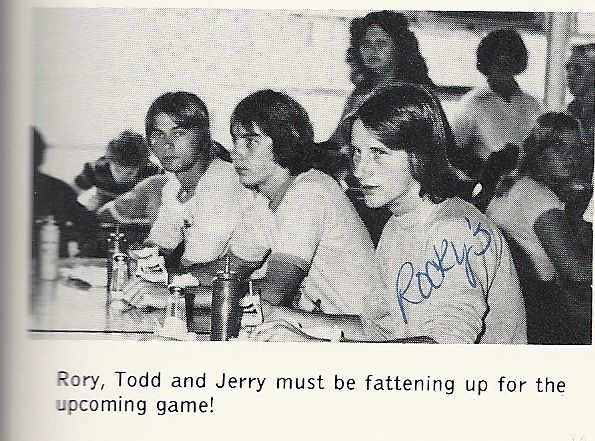 Rocky's
Rory, Todd and Jerry must be fattening up for the
upcoming game!